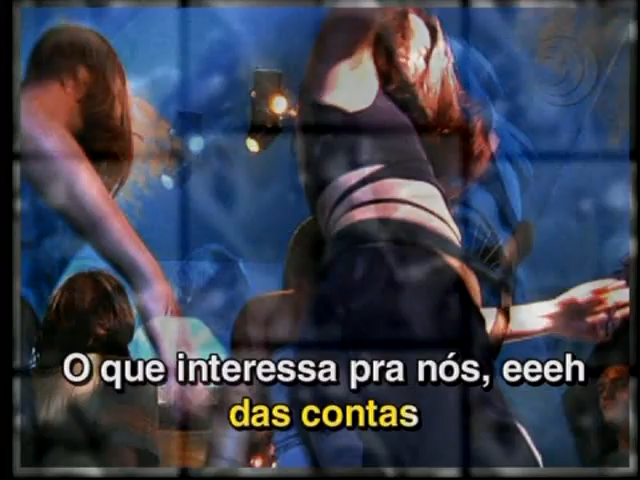 O que interessa pra nós, eeeh
das contas